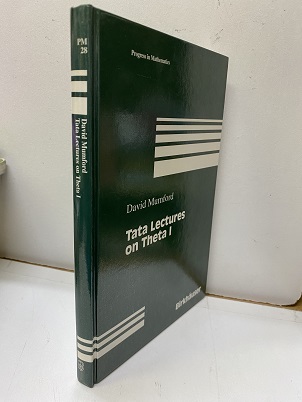 PM
28
David Mumford
Tata Lectures on Theta I
Progress in Mathematics
David Mumford
Tata Lectures
on Theta I
Birkhäuser